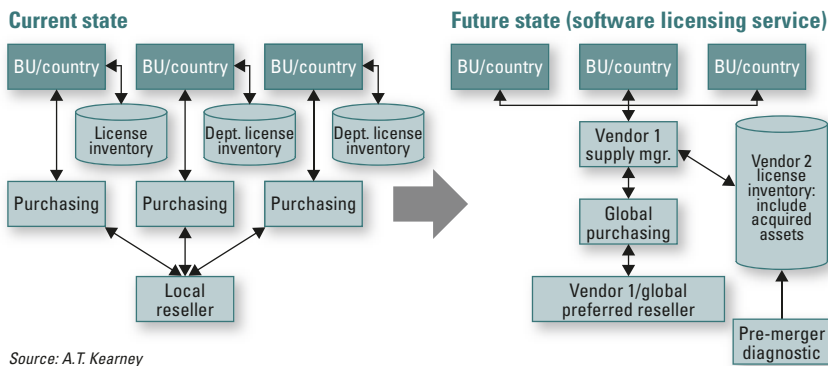 Current state
Future state (software licensing service)
BU/country
BU/country
BU/country
BU/country
BU/country
BU/country
License
inventory
Dept. license
inventory
Dept. license
inventory
Purchasing
Purchasing
Purchasing
Local
reseller
Vendor 1
supply mgr.
Global
purchasing
Vendor 1/global
preferred reseller
Vendor 2
license
inventory:
include
acquired
assets
Pre-merger
diagnostic
Source: A.T. Kearney